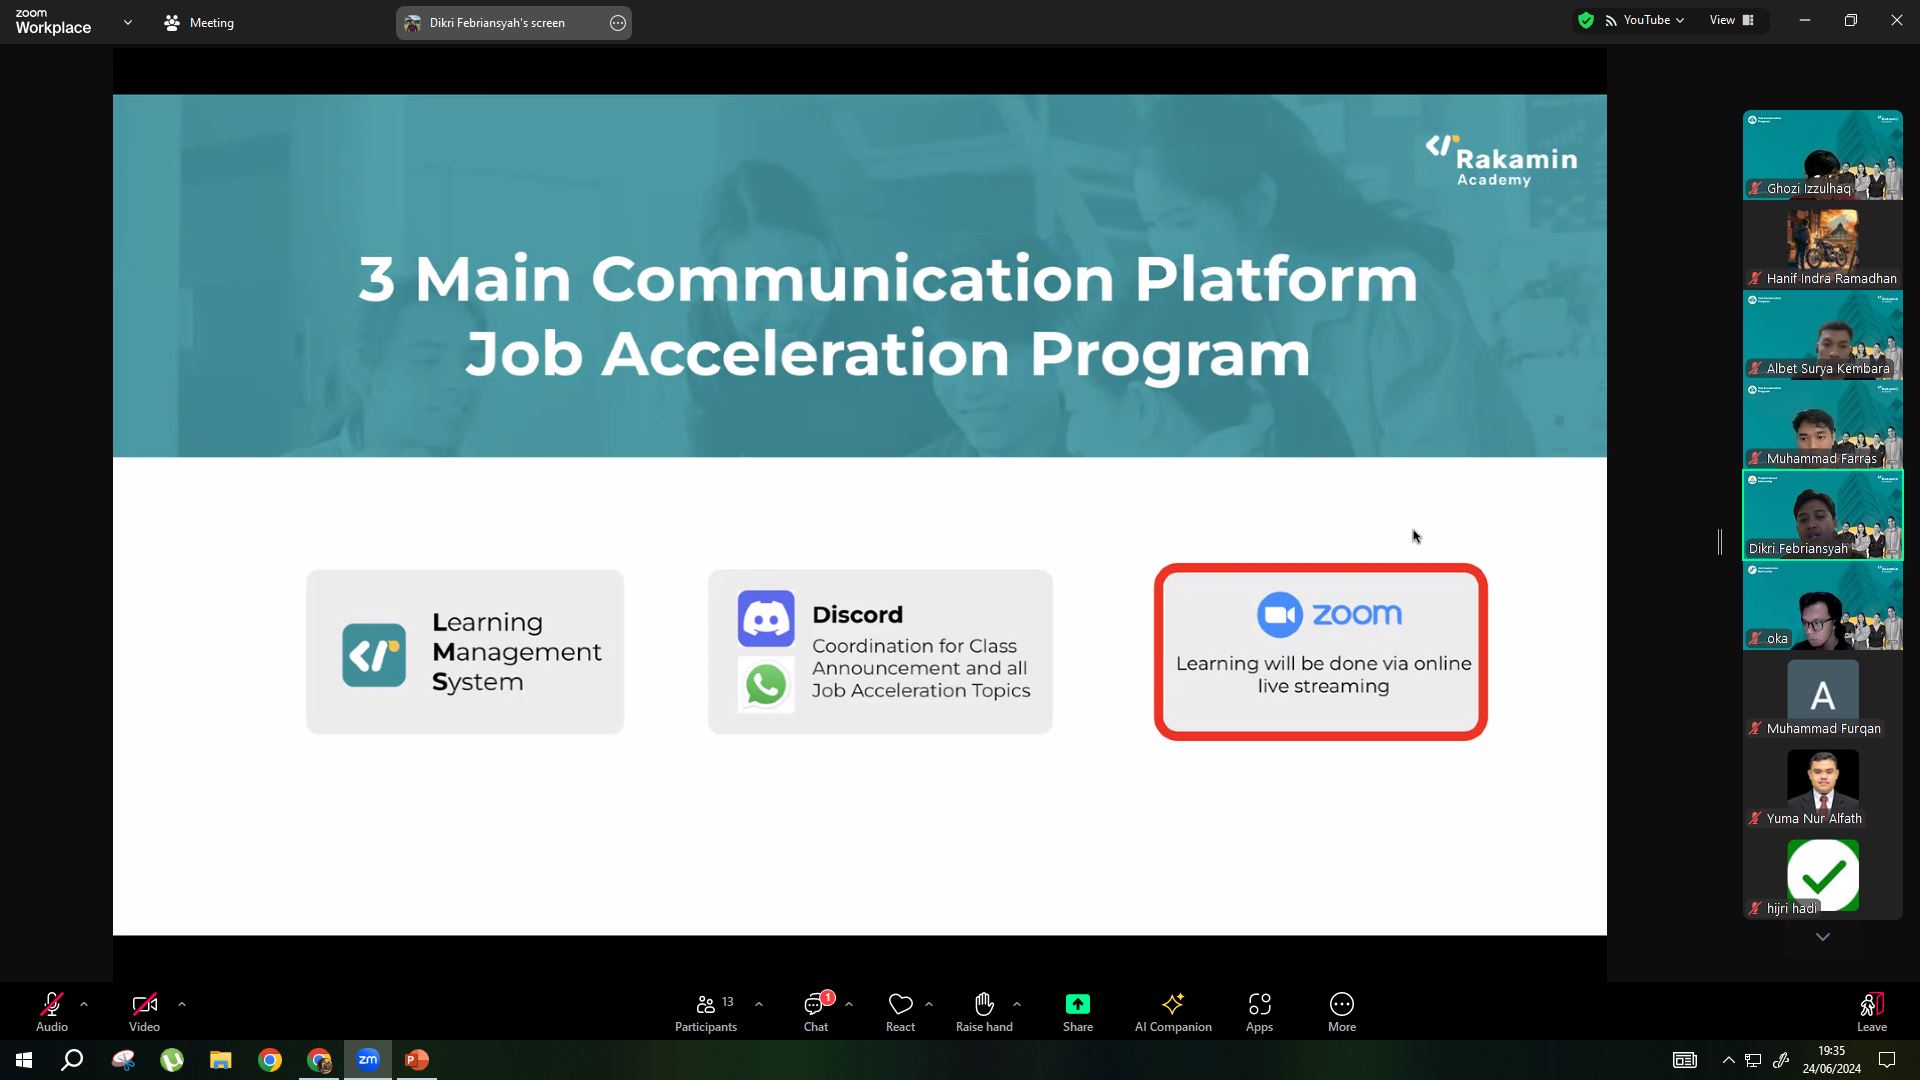 zoom
Workplace
Meeting
Dikri Febriansyah's screen
YouTube
View
Rakamin
Academy
3 Main Communication Platform
Job Acceleration Program
Learning
Management
System
Discord
Coordination for Class
Announcement and all
Job Acceleration Topics
zoom
Learning will be done via online
live streaming
Ghozi Izzulhaq
Hanif Indra Ramadhan
Albet Surya Kembara
Muhammad Farras
Dikri Febriansyah
oka
A
Muhammad Furqan
Yuma Nur Alfath
hijri hadi
Audio
Video
13
Participants
1
Chat
React
Raise hand
Share
AI Companion
Apps
More
Leave
zm
P
19:35
24/06/2024